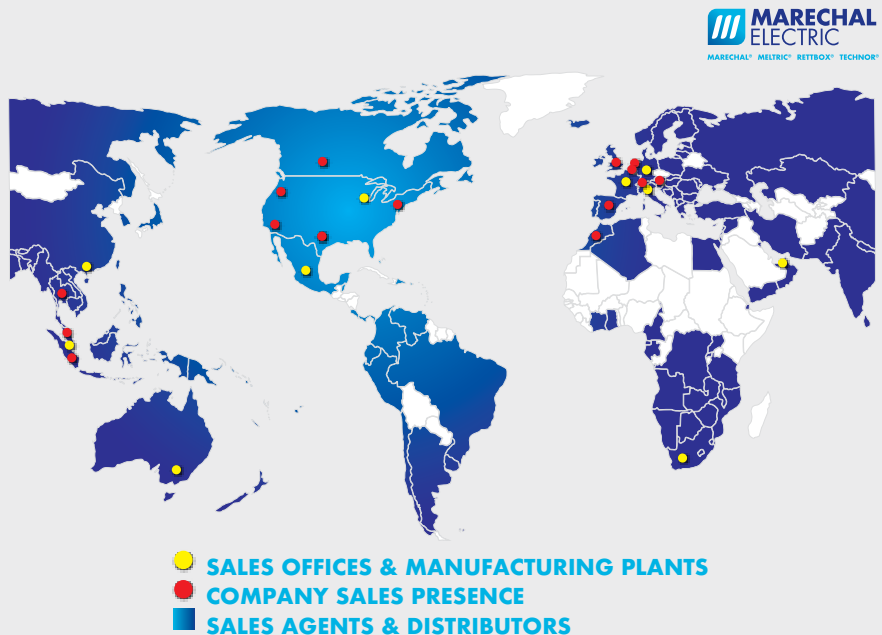 MARECHAL
ELECTRIC
MARECHAL® MELTRIC® RETTBOX® TECHNOR®
SALES OFFICES & MANUFACTURING PLANTS
COMPANY SALES PRESENCE
SALES AGENTS & DISTRIBUTORS